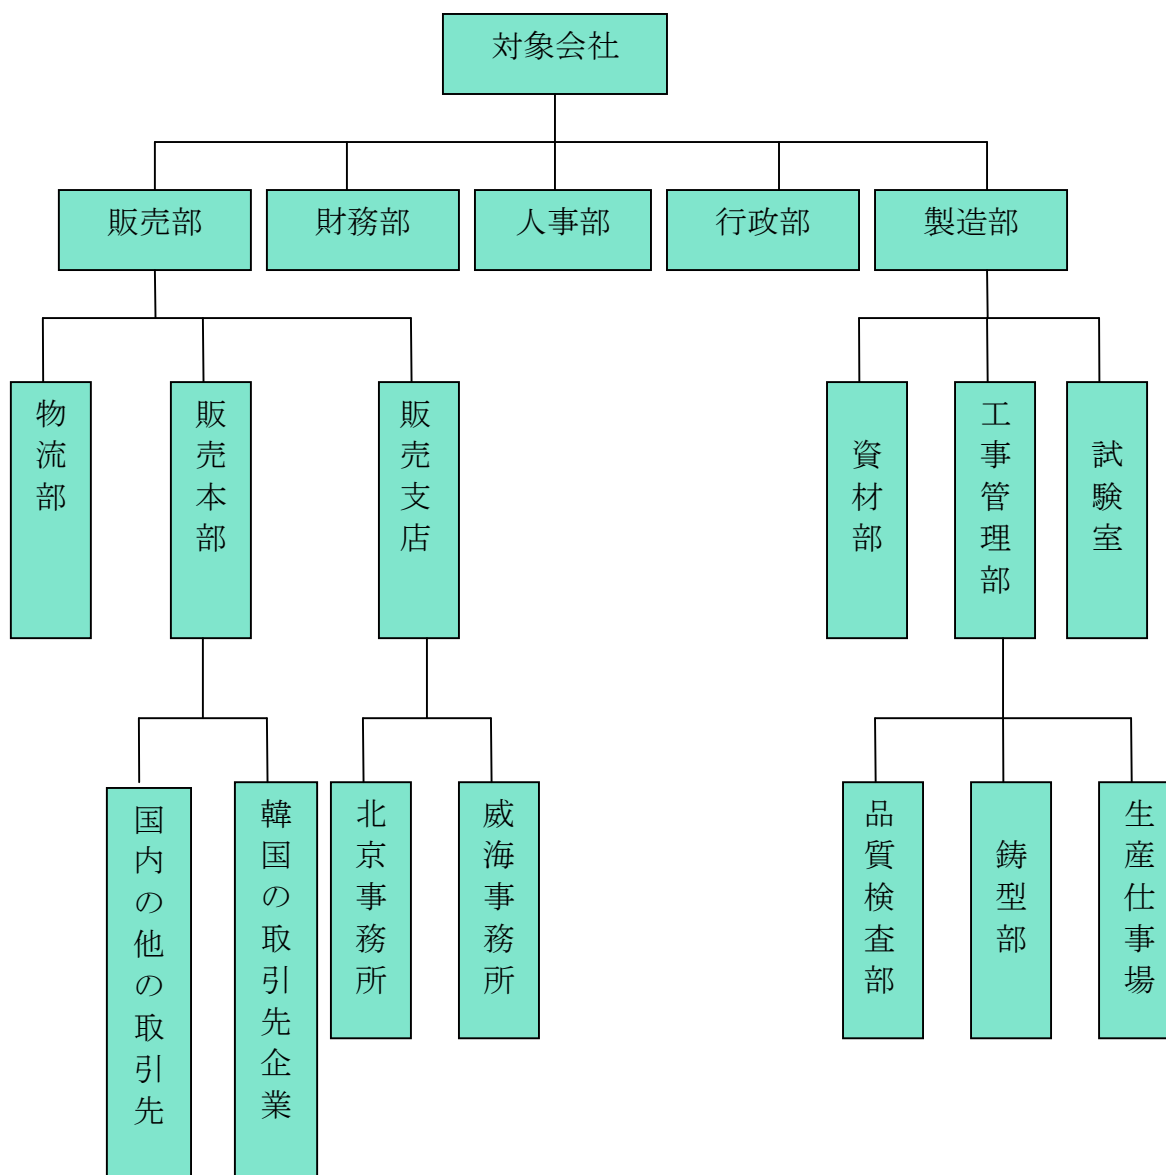 対象会社
販売部
財務部
人事部
行政部
製造部
物流部
販売本部
販売支店
資材部
工事管理部
試験室
国内の他の取引先
韓国の取引先企業
北京事務所
威海事務所
品質検査部
鋳型部
生産仕事場